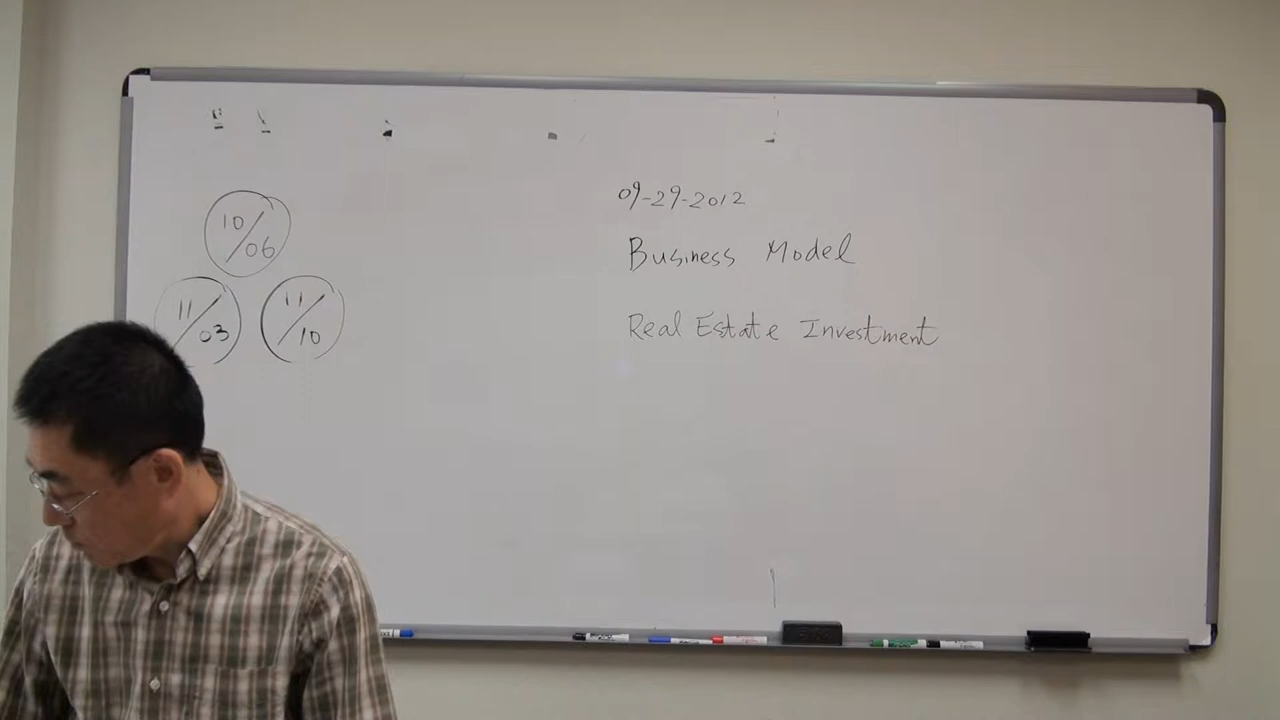 10/06
11/03
11/10
09-29-2012
Business Model
Real Estate Investment